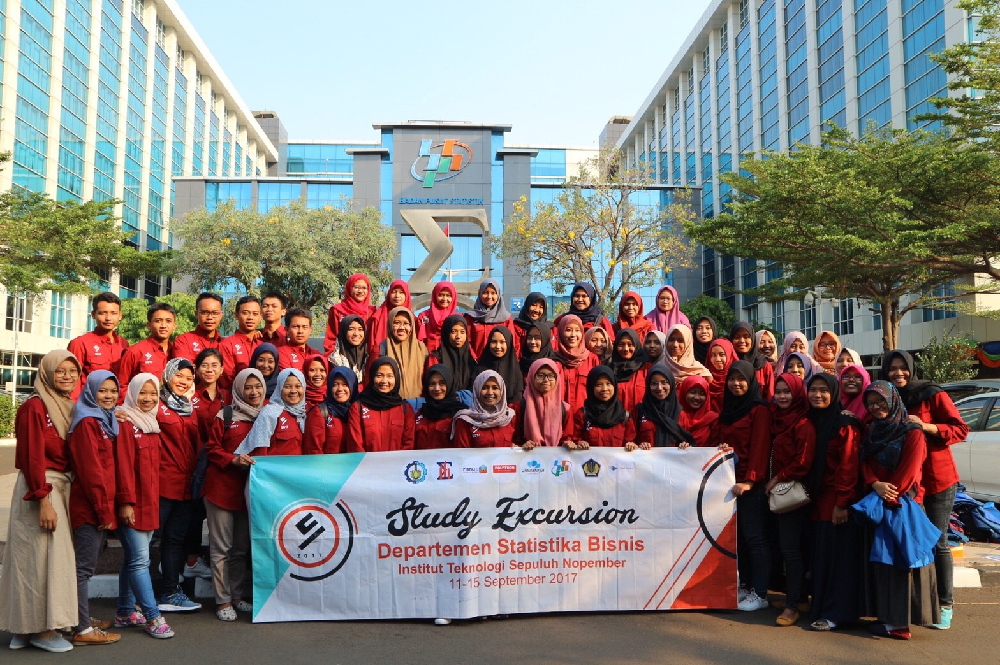 BADAN PUSAT STATISTIK
Σ
POLYTRON
Jiwasraya
Study Excursion
Departemen Statistika Bisnis
Institut Teknologi Sepuluh Nopember
11-15 September 2017
2017